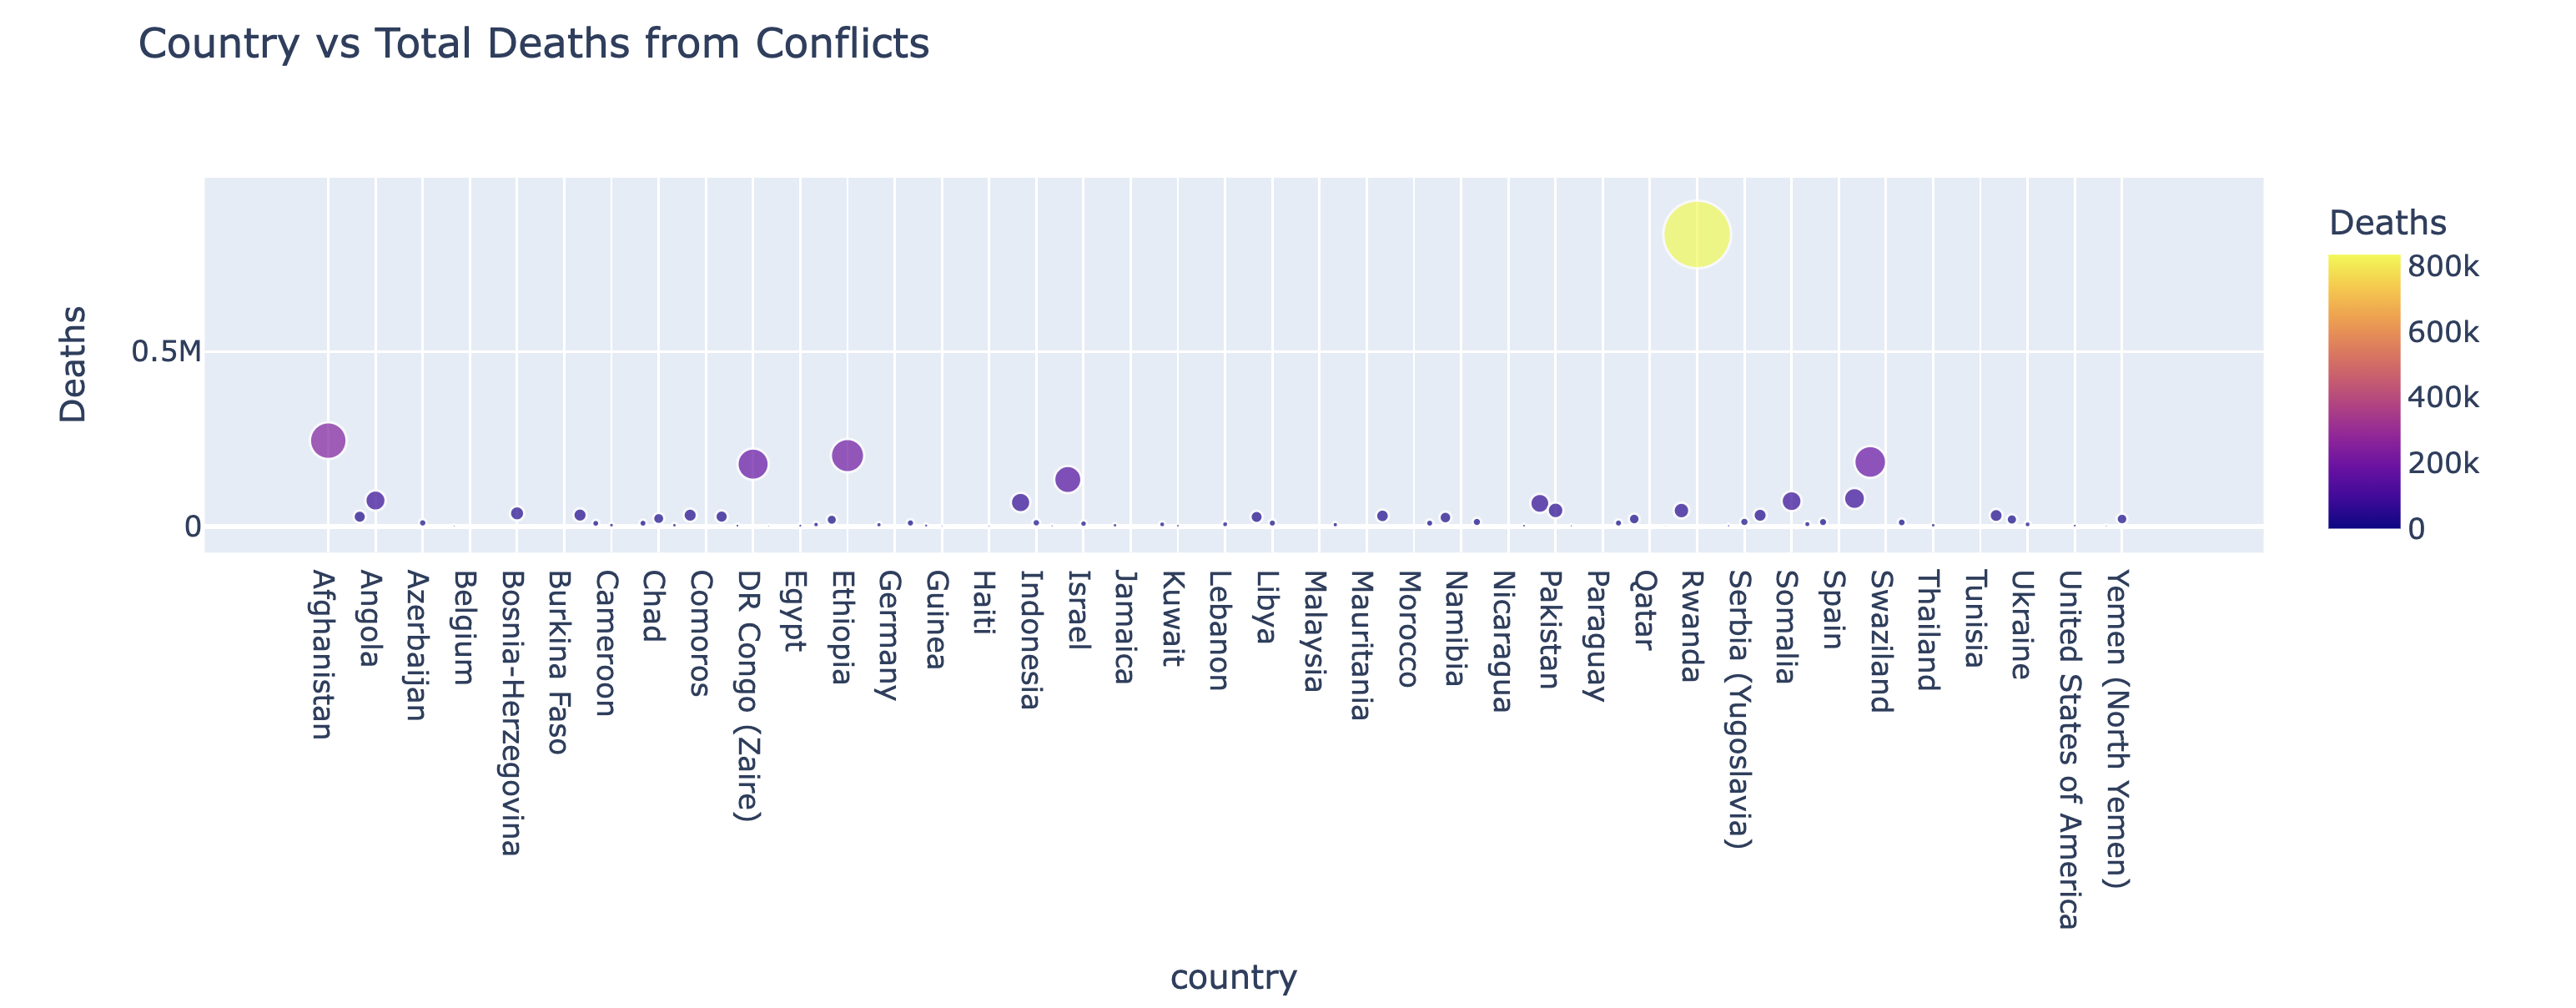 Country vs Total Deaths from Conflicts
Deaths
0.5M
0
Afghanistan
Angola
Azerbaijan
Belgium
Bosnia-Herzegovina
Burkina Faso
Cameroon
Chad
Comoros
DR Congo (Zaire)
Egypt
Ethiopia
Germany
Guinea
Haiti
Indonesia
Israel
Jamaica
Kuwait
Lebanon
Libya
Malaysia
Mauritania
Morocco
Namibia
Nicaragua
Pakistan
Paraguay
Qatar
Rwanda
Serbia (Yugoslavia)
Somalia
Spain
Swaziland
Thailand
Tunisia
Ukraine
United States of America
Yemen (North Yemen)
country
Deaths
800k
600k
400k
200k
0